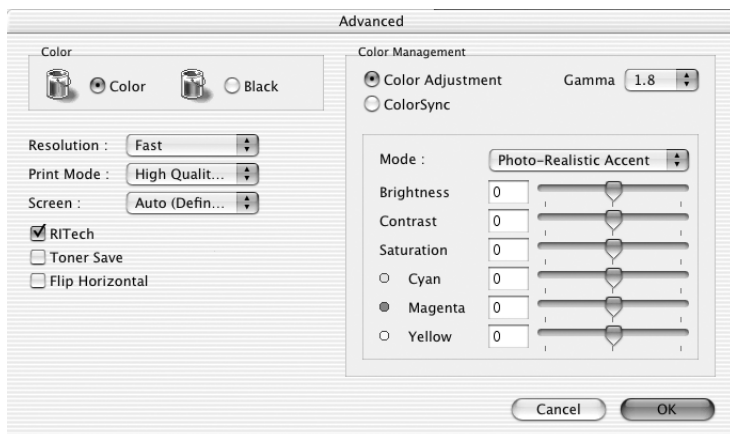 Advanced
Color
Color
Black
Resolution : Fast
Print Mode : High Qualit...
Screen : Auto (Defin...
RITech
Toner Save
Flip Horizontal
Color Management
Color Adjustment
Gamma 1.8
ColorSync
Mode : Photo-Realistic Accent
Brightness 0
Contrast 0
Saturation 0
Cyan 0
Magenta 0
Yellow 0
Cancel
OK